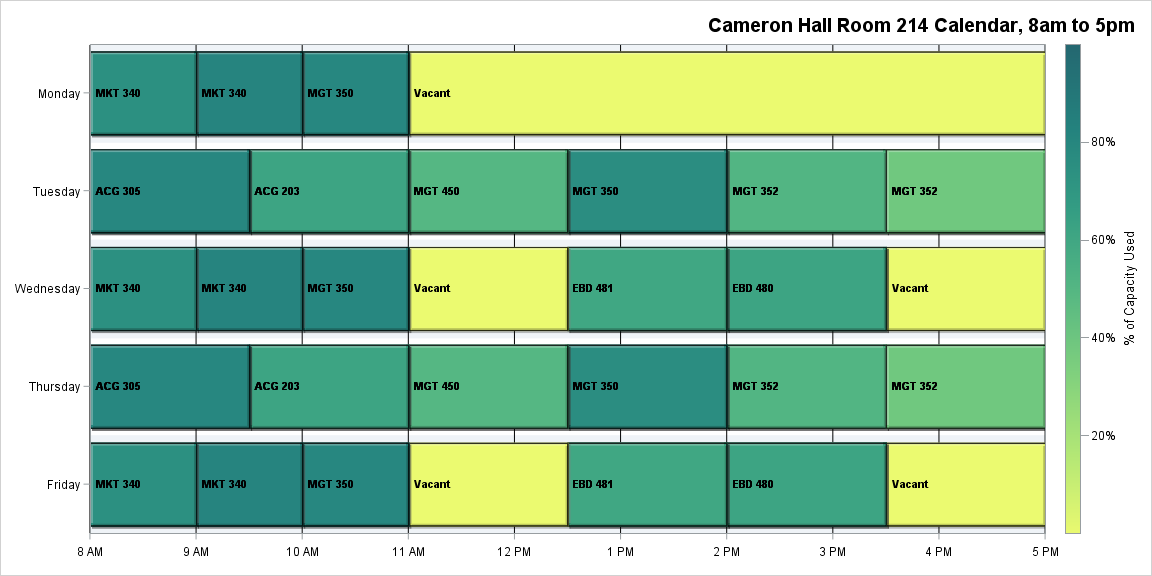 Cameron Hall Room 214 Calendar, 8am to 5pm
Monday
MKT 340
MKT 340
MGT 350
Vacant
Tuesday
ACG 305
ACG 203
MGT 450
MGT 350
MGT 352
MGT 352
Wednesday
MKT 340
MKT 340
MGT 350
Vacant
EBD 481
EBD 480
Vacant
Thursday
ACG 305
ACG 203
MGT 450
MGT 350
MGT 352
MGT 352
Friday
MKT 340
MKT 340
MGT 350
Vacant
EBD 481
EBD 480
Vacant
8 AM
9 AM
10 AM
11 AM
12 PM
1 PM
2 PM
3 PM
4 PM
5 PM
80%
60%
40%
20%
% of Capacity Used